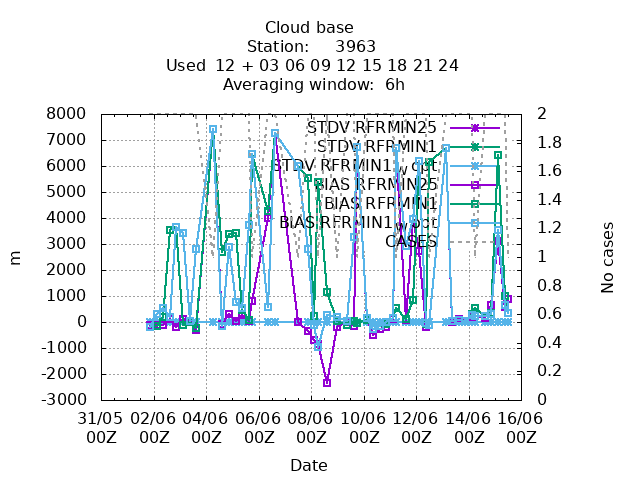 Cloud base
Station: 3963
Used 12 + 03 06 09 12 15 18 21 24
Averaging window: 6h
8000
7000
6000
5000
4000
3000
2000
1000
0
-1000
-2000
-3000
m
2
1.8
1.6
1.4
1.2
1
0.8
0.6
0.4
0.2
0
No cases
STDV RFRMIN25
STDV RFRMIN1
STDV RFRMIN1
BIAS RFRMIN25
BIAS RFRMIN1
BIAS RFRMIN1
CASES
31/05 02/06 04/06 06/06 08/06 10/06 12/06 14/06 16/06
00Z 00Z 00Z 00Z 00Z 00Z 00Z 00Z 00Z
Date